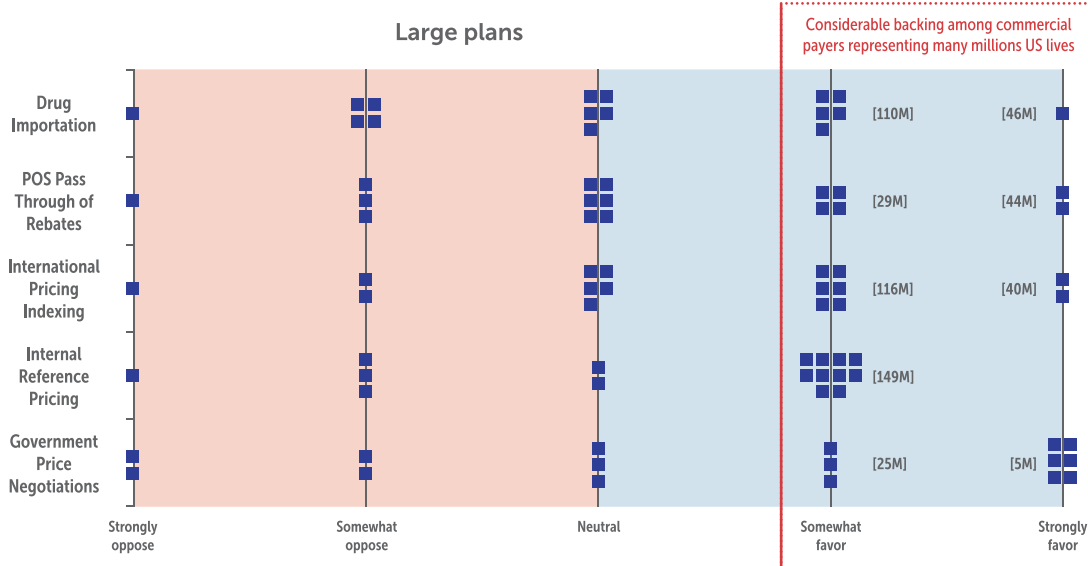 Large plans
Considerable backing among commercial
payers representing many millions US lives
Drug
Importation
[110M]
[46M]
POS Pass
Through of
Rebates
[29M]
[44M]
International
Pricing
Indexing
[116M]
[40M]
Internal
Reference
Pricing
[149M]
Government
Price
Negotiations
[25M]
[5M]
Strongly
oppose
Somewhat
oppose
Neutral
Somewhat
favor
Strongly
favor